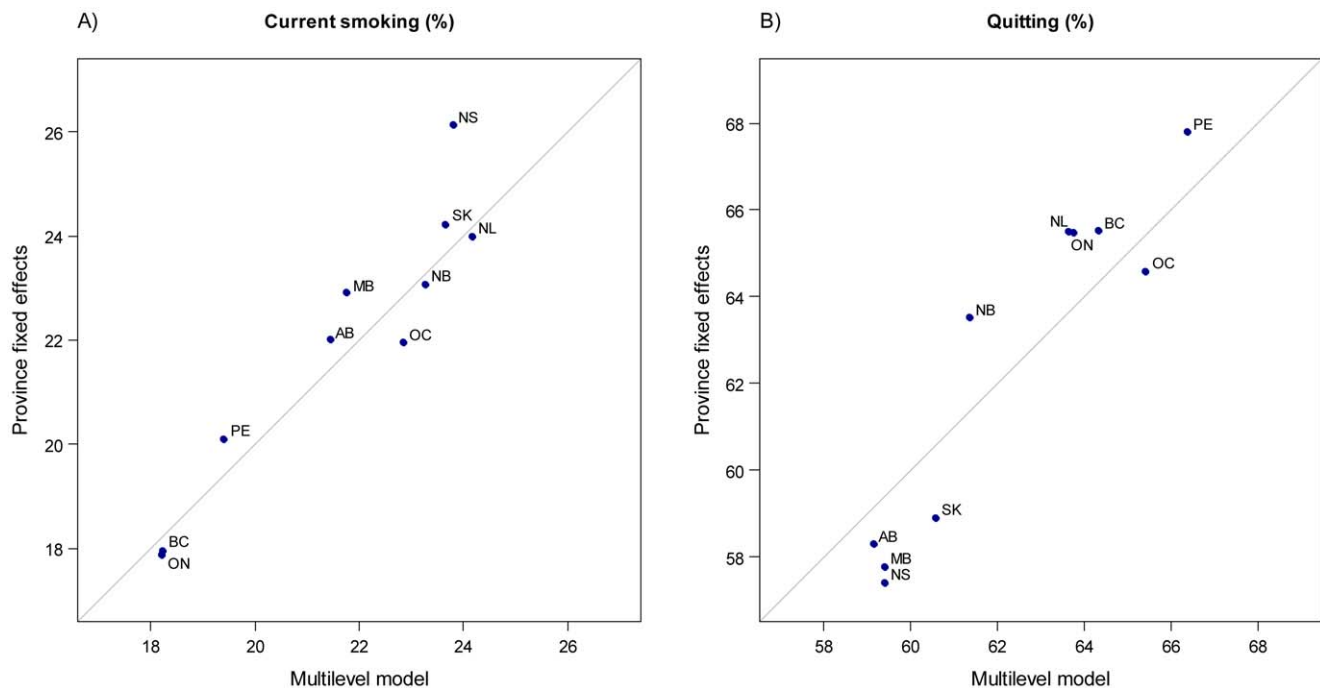 A)
Current smoking (%)
Province fixed effects
26
24
22
20
18
NS
SK
NL
NB
MB
AB
OC
PE
BC
ON
18
20
22
24
26
Multilevel model
B)
Quitting (%)
Province fixed effects
68
66
64
62
60
58
PE
NL
BC
ON
OC
NB
SK
AB
MB
NS
58
60
62
64
66
68
Multilevel model